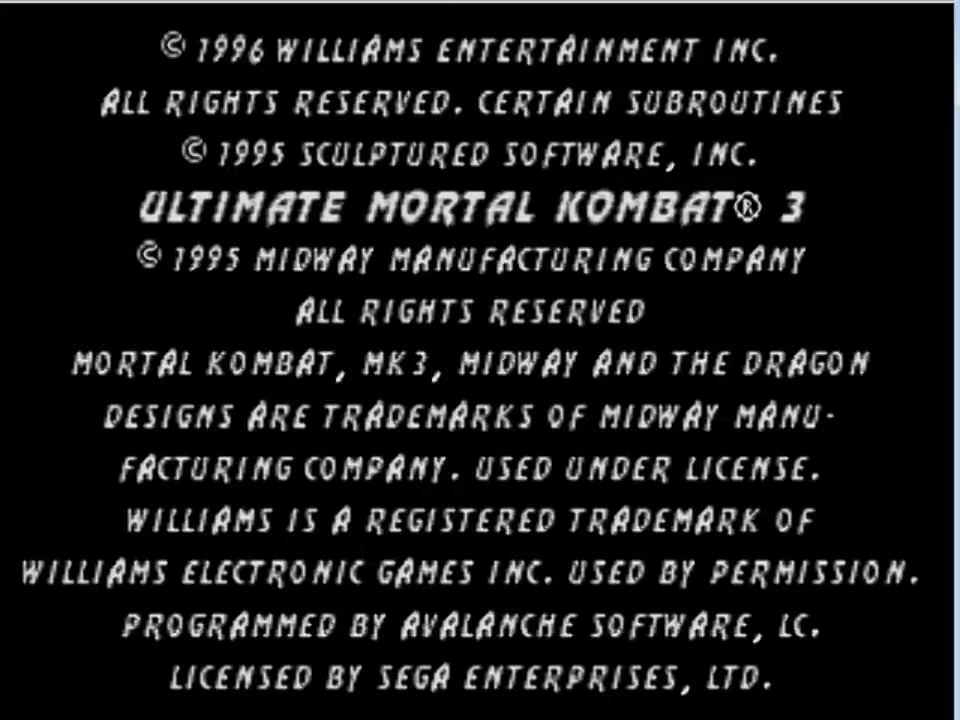 © 1996 WILLIAMS ENTERTAINMENT INC.
ALL RIGHTS RESERVED. CERTAIN SUBROUTINES
© 1995 SCULPTURED SOFTWARE, INC.
ULTIMATE MORTAL KOMBAT® 3
© 1995 MIDWAY MANUFACTURING COMPANY
ALL RIGHTS RESERVED
MORTAL KOMBAT, MK3, MIDWAY AND THE DRAGON
DESIGNS ARE TRADEMARKS OF MIDWAY MANU-
FACTURING COMPANY. USED UNDER LICENSE.
WILLIAMS IS A REGISTERED TRADEMARK OF
WILLIAMS ELECTRONIC GAMES INC. USED BY PERMISSION.
PROGRAMMED BY AVALANCHE SOFTWARE, LC.
LICENSED BY SEGA ENTERPRISES, LTD.